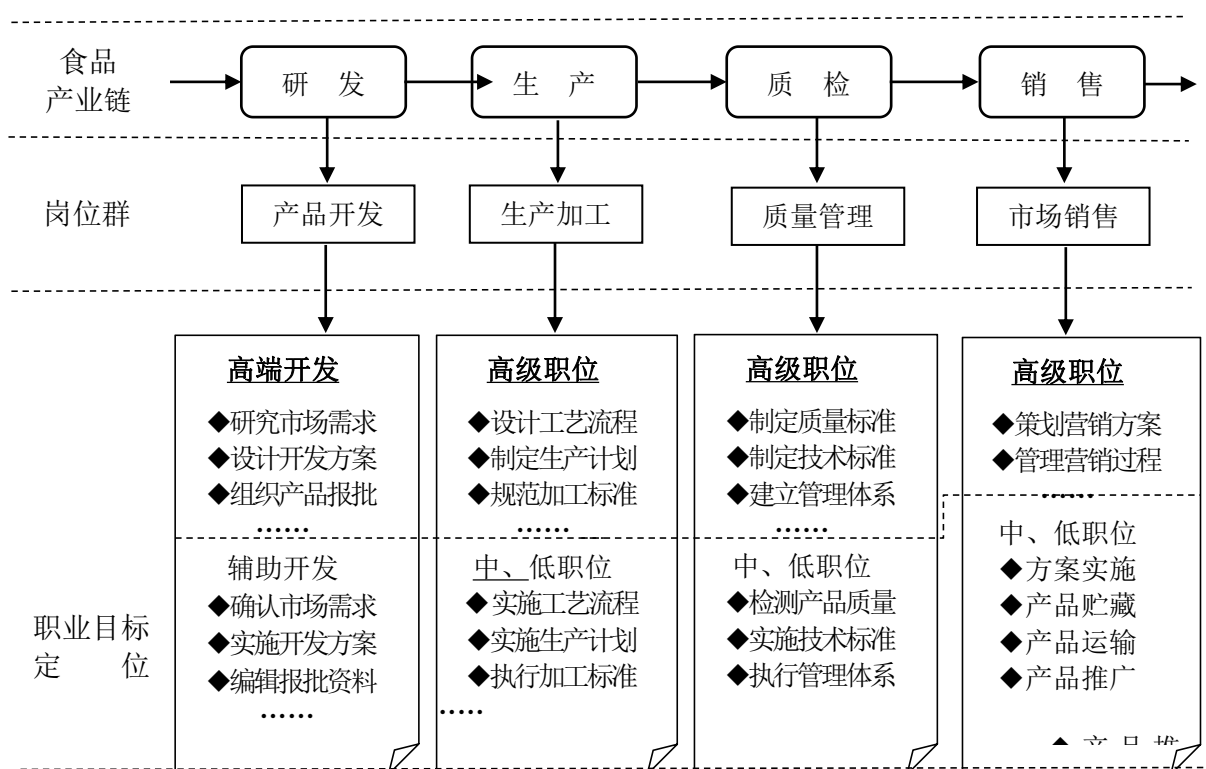 食品
产业链
研 发
生 产
质 检
销 售
岗位群
产品开发
生产加工
质量管理
市场销售
职业目标
定 位
高端开发
◆研究市场需求
◆设计开发方案
◆组织产品报批
……
辅助开发
◆确认市场需求
◆实施开发方案
◆编辑报批资料
……
高级职位
◆设计工艺流程
◆制定生产计划
◆规范加工标准
……
中、低职位
◆实施工艺流程
◆实施生产计划
◆执行加工标准
……
高级职位
◆制定质量标准
◆制定技术标准
◆建立管理体系
……
中、低职位
◆检测产品质量
◆实施技术标准
◆执行管理体系
高级职位
◆策划营销方案
◆管理营销过程
……
中、低职位
◆方案实施
◆产品贮藏
◆产品运输
◆产品推广
◆ 产 品 推